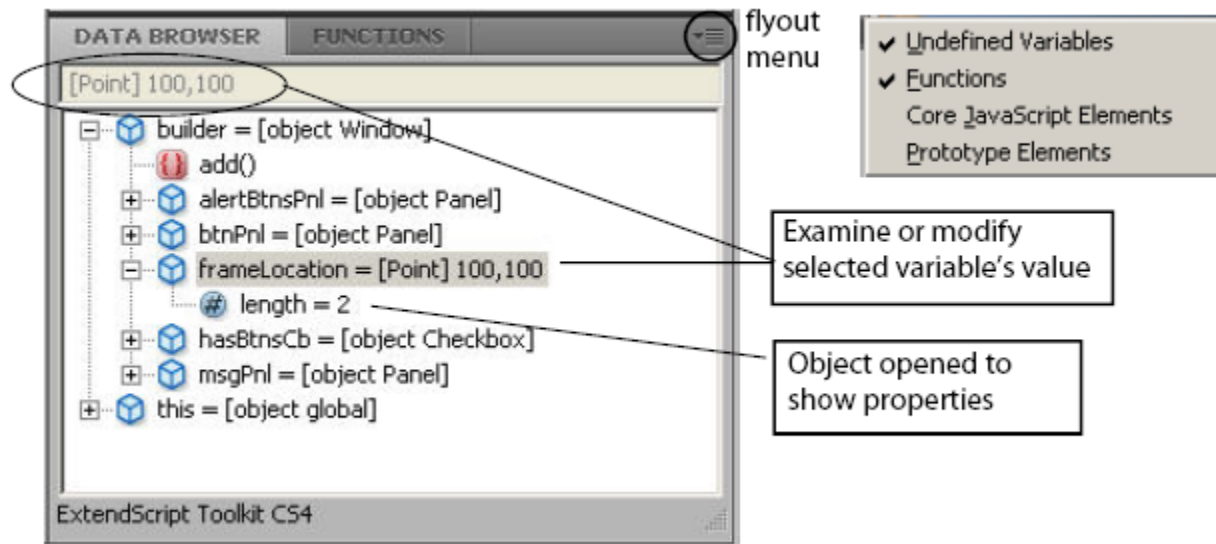 DATA BROWSER
FUNCTIONS
flyout
menu
[Point] 100,100
builder = [object Window]
add()
alertBtnsPnl = [object Panel]
btnPnl = [object Panel]
frameLocation = [Point] 100,100
length = 2
hasBtnsCb = [object Checkbox]
msgPnl = [object Panel]
this = [object global]
ExtendScript Toolkit CS4
Undefined Variables
Functions
Core JavaScript Elements
Prototype Elements
Examine or modify
selected variable's value
Object opened to
show properties